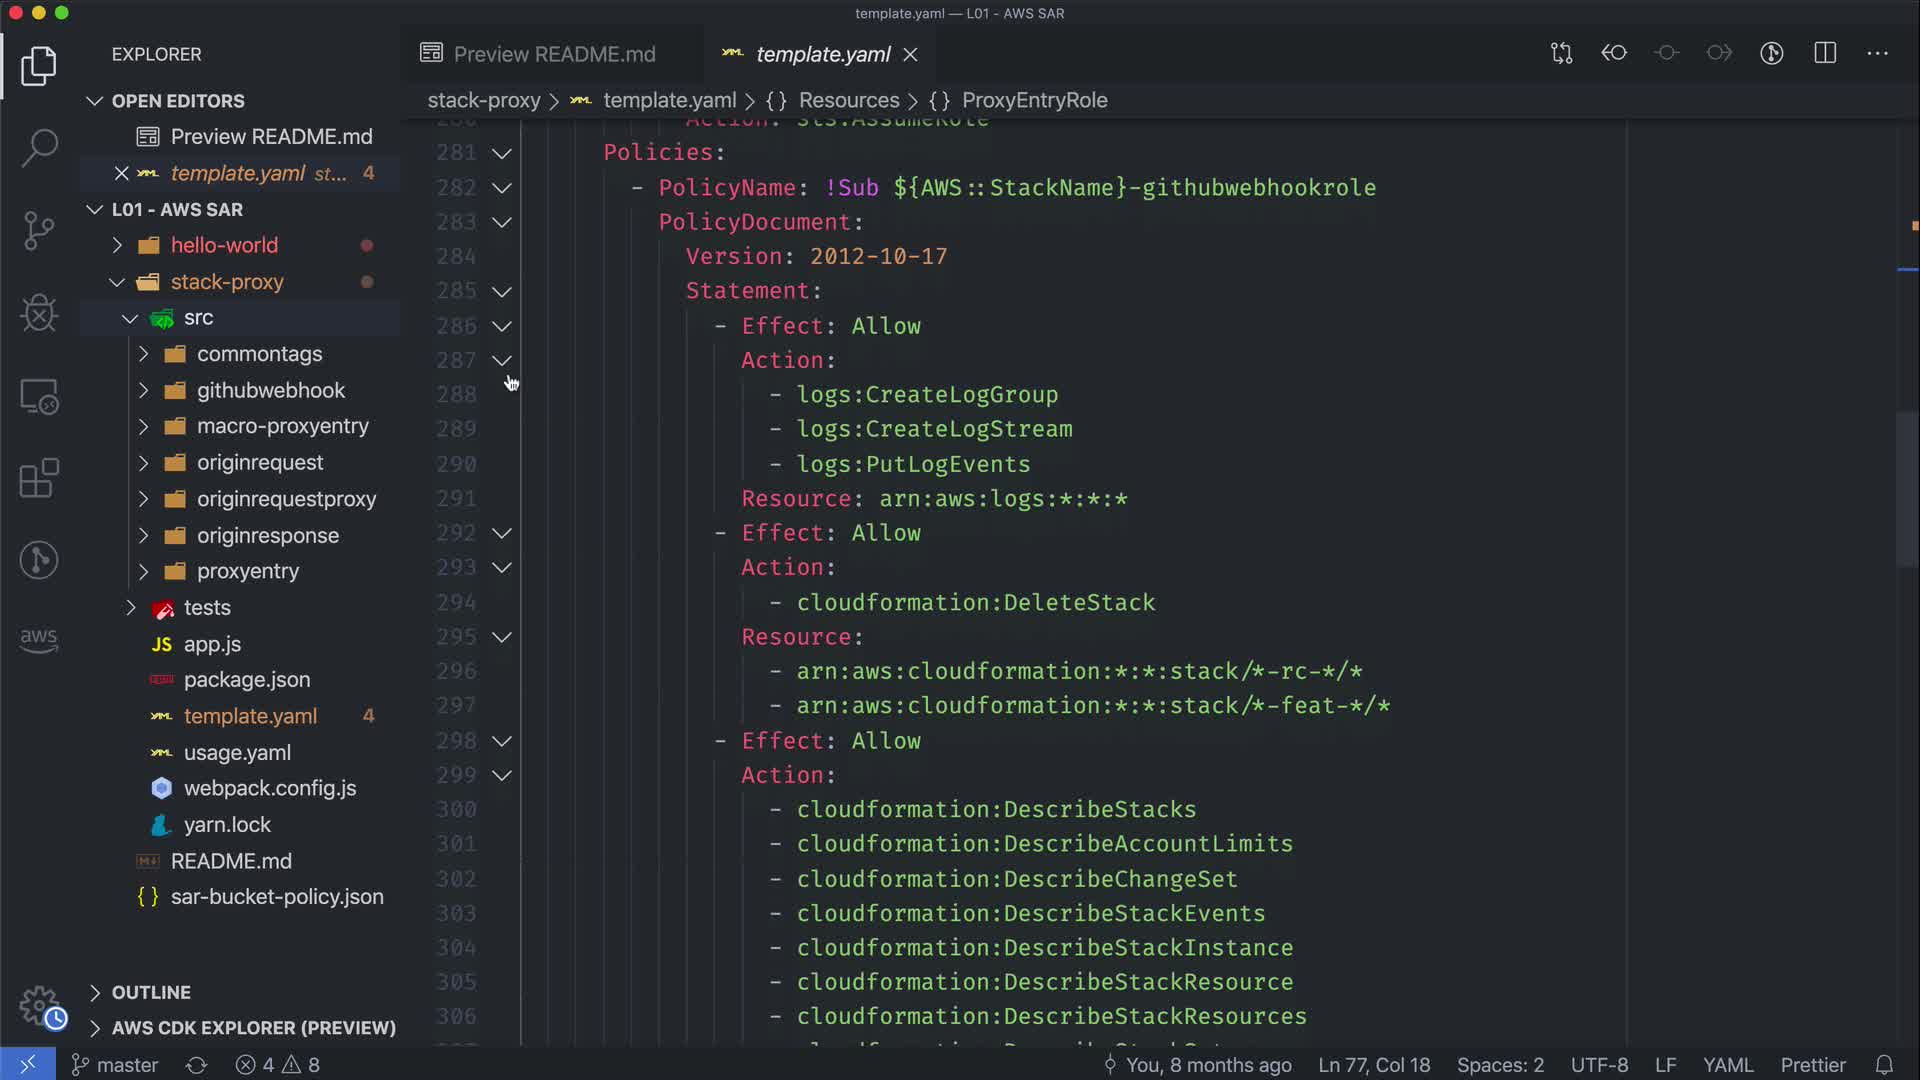 template.yaml — L01 - AWS SAR
EXPLORER
Preview README.md
template.yaml
OPEN EDITORS
stack-proxy > template.yaml > {} Resources > {} ProxyEntryRole
Preview README.md
template.yaml st... 4
L01 - AWS SAR
hello-world
stack-proxy
src
commontags
githubwebhook
macro-proxyentry
originrequest
originrequestproxy
originresponse
proxyentry
tests
JS app.js
package.json
template.yaml 4
usage.yaml
webpack.config.js
yarn.lock
README.md
{} sar-bucket-policy.json
OUTLINE
AWS CDK EXPLORER (PREVIEW)
aws
280 Action: sts:AssumeRole
281 Policies:
282 - PolicyName: !Sub ${AWS::StackName}-githubwebhookrole
283 PolicyDocument:
284 Version: 2012-10-17
285 Statement:
286 - Effect: Allow
287 Action:
288 - logs:CreateLogGroup
289 - logs:CreateLogStream
290 - logs:PutLogEvents
291 Resource: arn:aws:logs:*:*:*
292 - Effect: Allow
293 Action:
294 - cloudformation:DeleteStack
295 Resource:
296 - arn:aws:cloudformation:*:*:stack/*-rc-*/*
297 - arn:aws:cloudformation:*:*:stack/*-feat-*/*
298 - Effect: Allow
299 Action:
300 - cloudformation:DescribeStacks
301 - cloudformation:DescribeAccountLimits
302 - cloudformation:DescribeChangeSet
303 - cloudformation:DescribeStackEvents
304 - cloudformation:DescribeStackInstance
305 - cloudformation:DescribeStackResource
306 - cloudformation:DescribeStackResources
master 4 8 You, 8 months ago Ln 77, Col 18 Spaces: 2 UTF-8 LF YAML Prettier